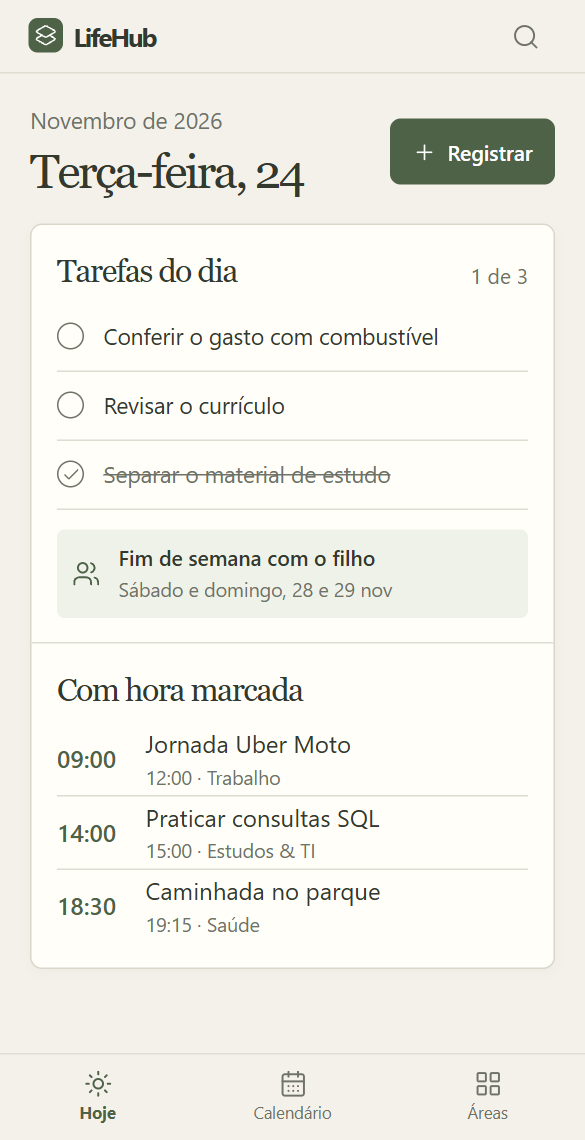 LifeHub
Novembro de 2026
Terça-feira, 24
+ Registrar
Tarefas do dia
1 de 3
Conferir o gasto com combustível
Revisar o currículo
Separar o material de estudo
Fim de semana com o filho
Sábado e domingo, 28 e 29 nov
Com hora marcada
09:00
Jornada Uber Moto
12:00 · Trabalho
14:00
Praticar consultas SQL
15:00 · Estudos & TI
18:30
Caminhada no parque
19:15 · Saúde
Hoje
Calendário
Áreas